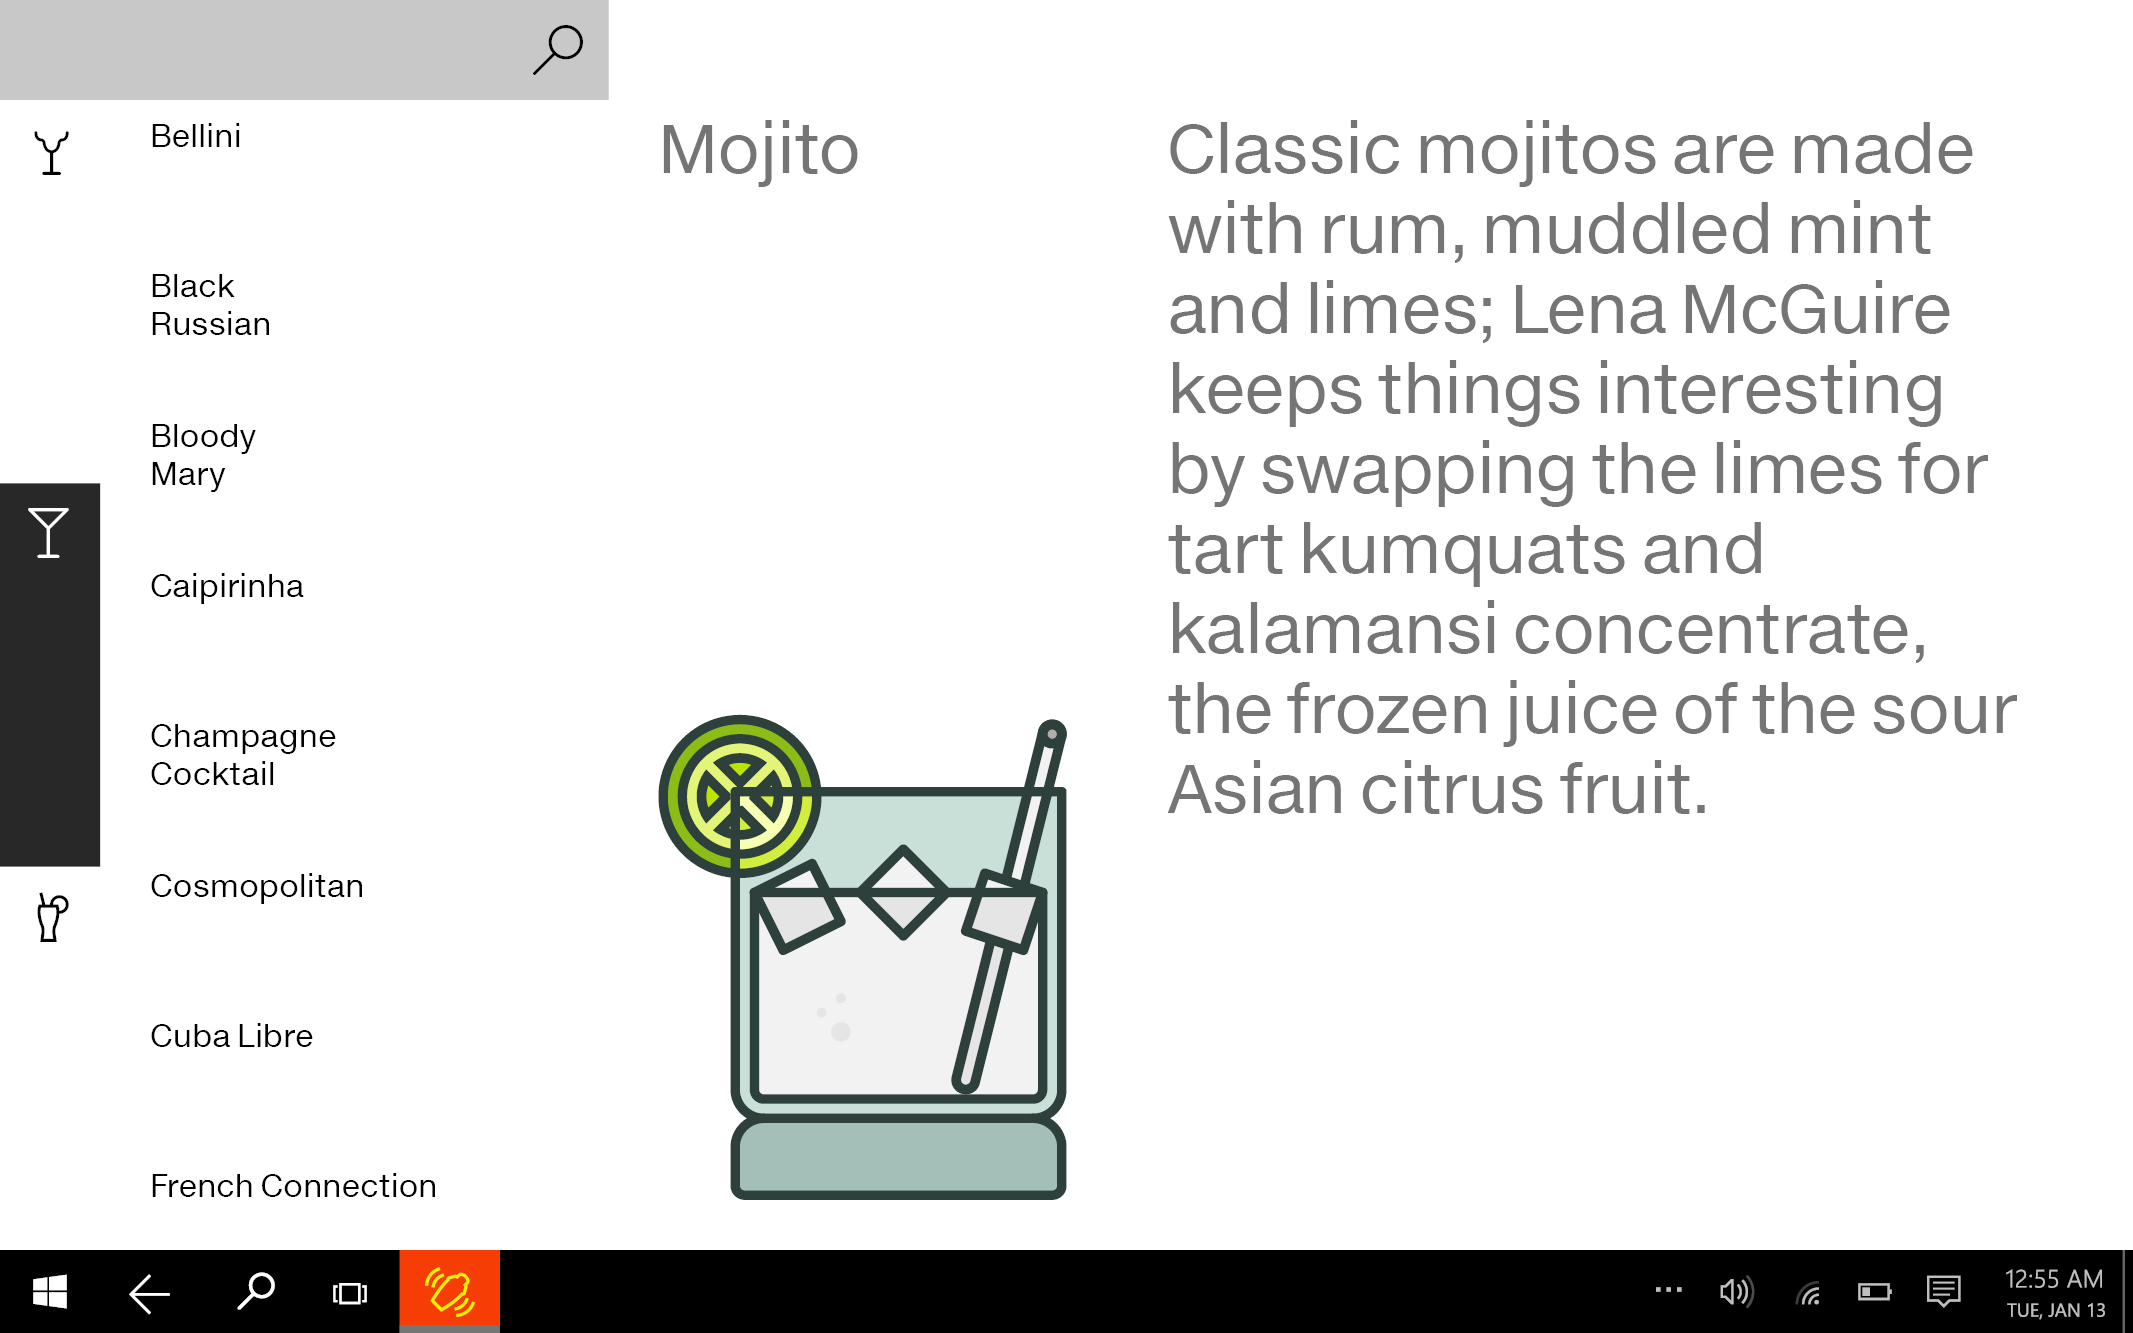 Bellini
Black
Russian
Bloody
Mary
Caipirinha
Champagne
Cocktail
Cosmopolitan
Cuba Libre
French Connection
Mojito
Classic mojitos are made
with rum, muddled mint
and limes; Lena McGuire
keeps things interesting
by swapping the limes for
tart kumquats and
kalamansi concentrate,
the frozen juice of the sour
Asian citrus fruit.
12:55 AM
TUE, JAN 13